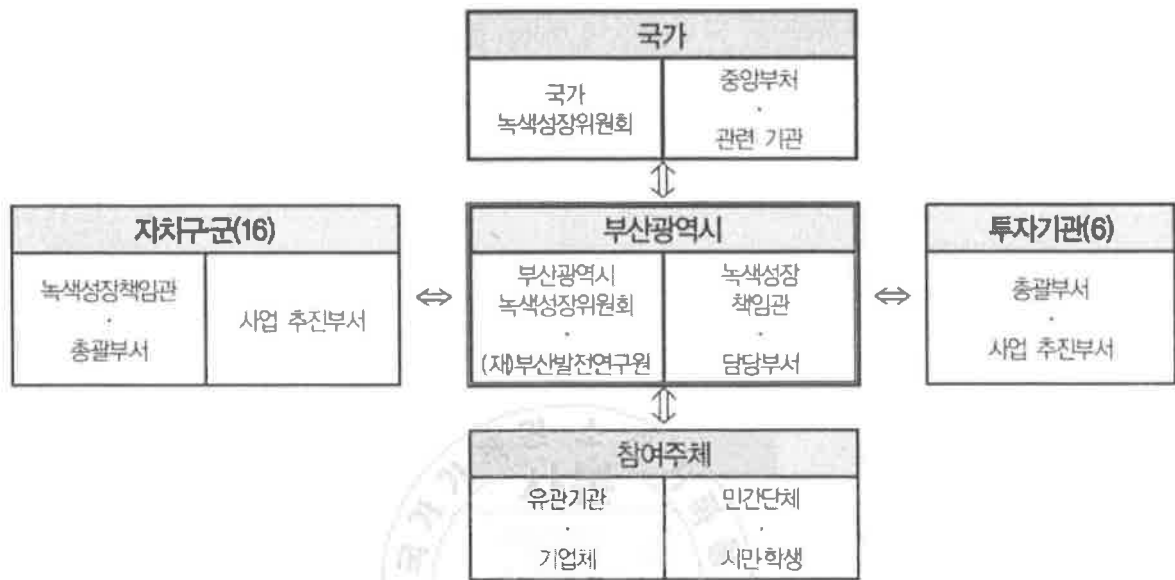 국가
국가
녹색성장위원회
중앙부처
·
관련 기관
⇕
자치구·군(16)
녹색성장책임관
·
총괄부서
사업 추진부서
⇔
부산광역시
부산광역시
녹색성장위원회
·
(재)부산발전연구원
녹색성장
책임관
·
담당부서
⇔
투자기관(6)
총괄부서
·
사업 추진부서
⇕
참여주체
유관기관
·
기업체
민간단체
·
시민·학생